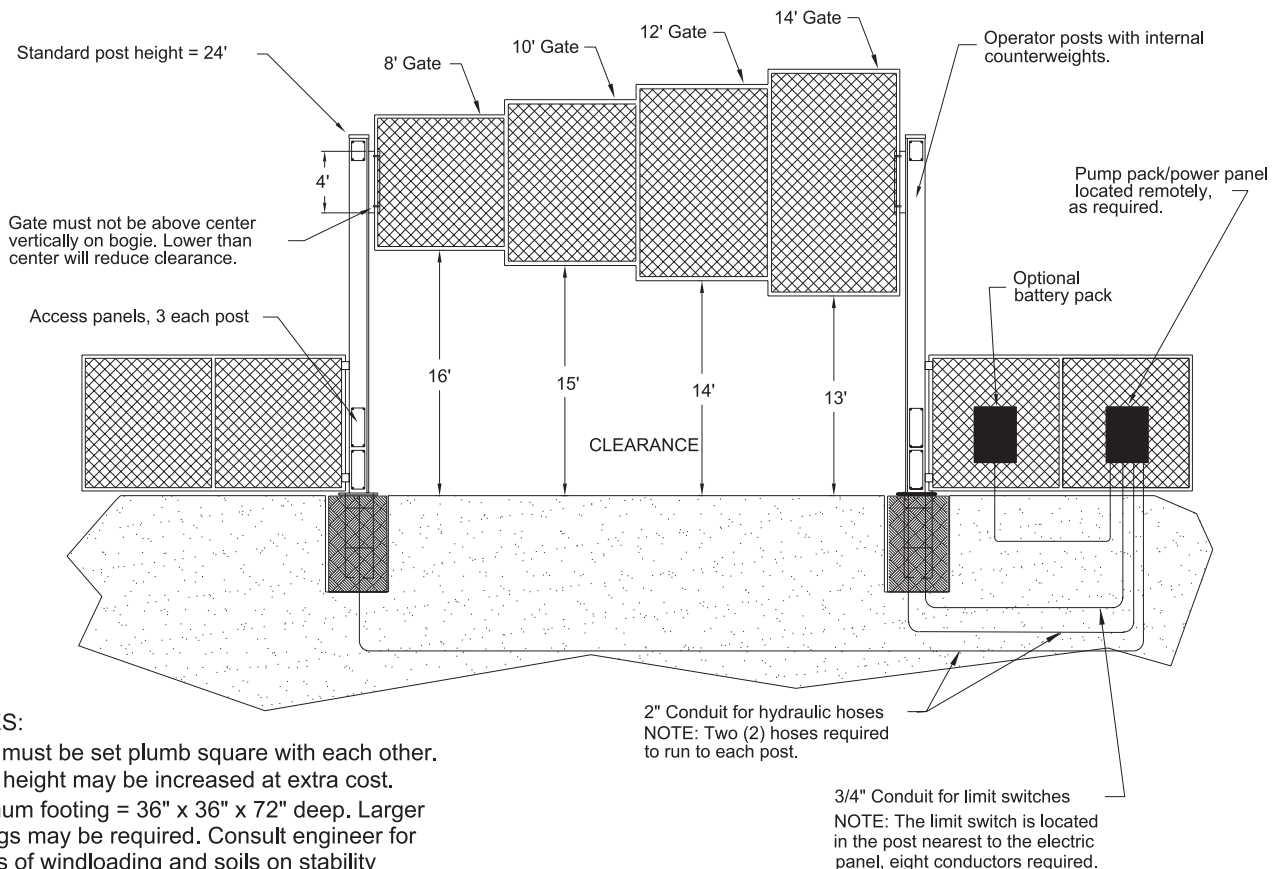 Standard post height = 24'
8' Gate
10' Gate
12' Gate
14' Gate
Operator posts with internal
counterweights.
4'
Gate must not be above center
vertically on bogie. Lower than
center will reduce clearance.
Access panels, 3 each post
Pump pack/power panel
located remotely,
as required.
Optional
battery pack
16'
15'
14'
13'
CLEARANCE
2" Conduit for hydraulic hoses
NOTE: Two (2) hoses required
to run to each post.
3/4" Conduit for limit switches
NOTE: The limit switch is located
in the post nearest to the electric
panel, eight conductors required.
must be set plumb square with each other.
height may be increased at extra cost.
footing = 36" x 36" x 72" deep. Larger
may be required. Consult engineer for
of windloading and soils on stability